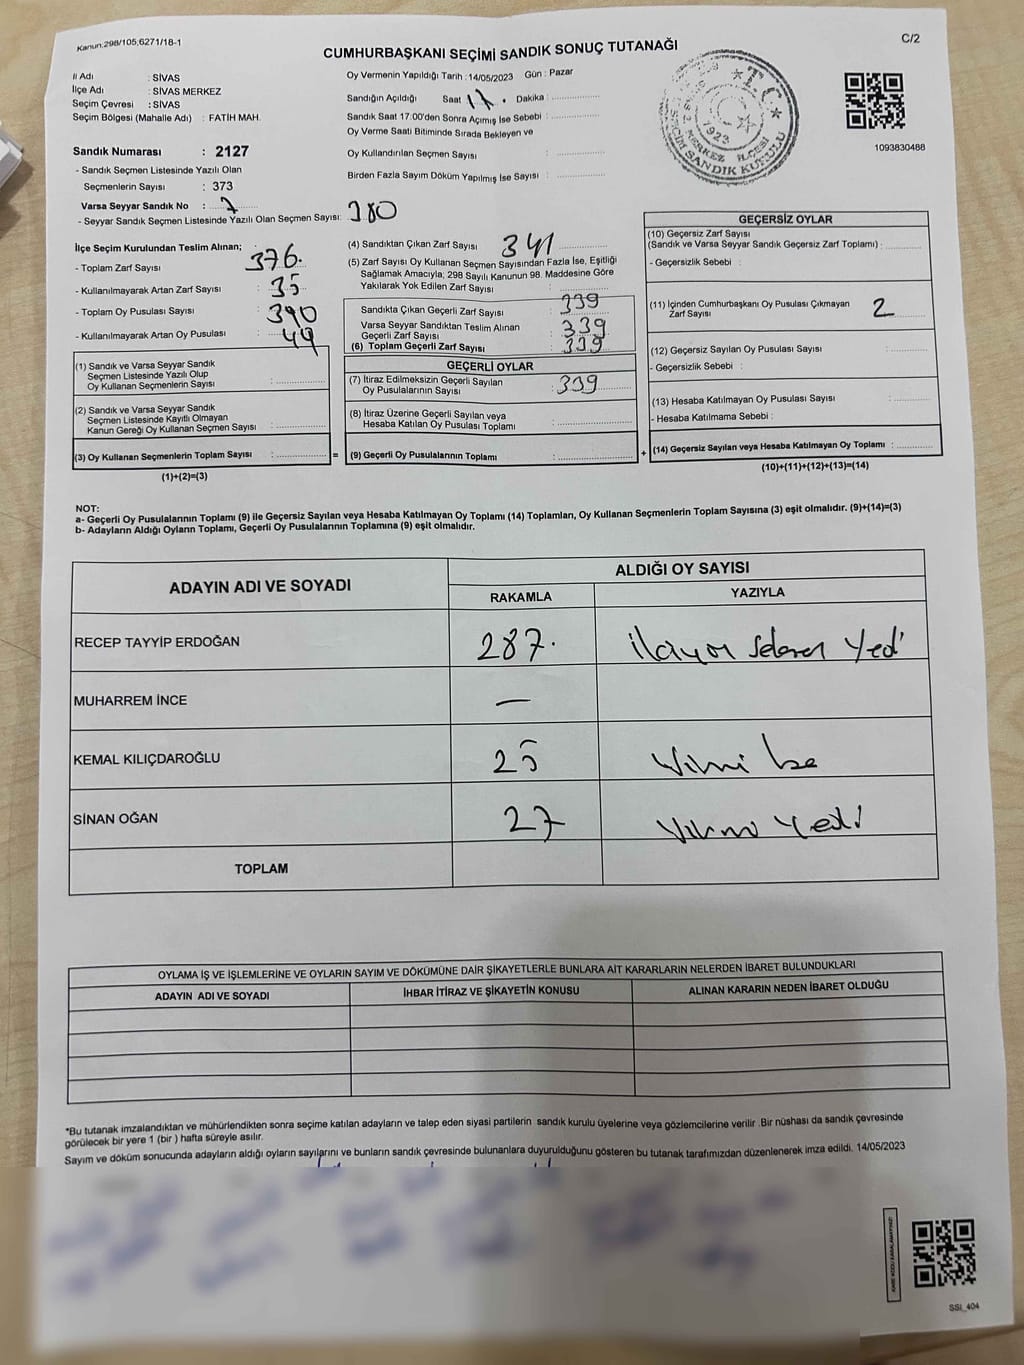 Kanun:298/105,6271/18-1
C/2
CUMHURBAŞKANI SEÇİMİ SANDIK SONUÇ TUTANAĞI
İl Adı : SİVAS
İlçe Adı : SİVAS MERKEZ
Seçim Çevresi : SİVAS
Seçim Bölgesi (Mahalle Adı) : FATİH MAH.
Sandık Numarası : 2127
- Sandık Seçmen Listesinde Yazılı Olan
Seçmenlerin Sayısı : 373
Varsa Seyyar Sandık No :
- Seyyar Sandık Seçmen Listesinde Yazılı Olan Seçmen Sayısı: 380
Oy Vermenin Yapıldığı Tarih : 14/05/2023 Gün : Pazar
Sandığın Açıldığı Saat 17. Dakika :
Sandık Saat 17:00'den Sonra Açımış İse Sebebi :
Oy Verme Saati Bitiminde Sırada Bekleyen ve
Oy Kullandırılan Seçmen Sayısı :
Birden Fazla Sayım Döküm Yapılmış İse Sayısı :
T.C.
1923
MERKEZ İLÇESİ
SEÇİM SANDIK KURULU
1093830488
İlçe Seçim Kurulundan Teslim Alınan;
- Toplam Zarf Sayısı : 376.
- Kullanılmayarak Artan Zarf Sayısı : 35
- Toplam Oy Pusulası Sayısı : 390
- Kullanılmayarak Artan Oy Pusulası : 49
(1) Sandık ve Varsa Seyyar Sandık
Seçmen Listesinde Yazılı Olup
Oy Kullanan Seçmenlerin Sayısı :
(2) Sandık ve Varsa Seyyar Sandık
Seçmen Listesinde Kayıtlı Olmayan
Kanun Gereği Oy Kullanan Seçmen Sayısı :
(3) Oy Kullanan Seçmenlerin Toplam Sayısı :
(1)+(2)=(3)
(4) Sandıktan Çıkan Zarf Sayısı 341
(5) Zarf Sayısı Oy Kullanan Seçmen Sayısından Fazla İse, Eşitliği
Sağlamak Amacıyla; 298 Sayılı Kanunun 98. Maddesine Göre
Yakılarak Yok Edilen Zarf Sayısı :
Sandıkta Çıkan Geçerli Zarf Sayısı : 339
Varsa Seyyar Sandıktan Teslim Alınan
Geçerli Zarf Sayısı : 339
(6) Toplam Geçerli Zarf Sayısı : 339
GEÇERLİ OYLAR
(7) İtiraz Edilmeksizin Geçerli Sayılan
Oy Pusulalarının Sayısı : 339
(8) İtiraz Üzerine Geçerli Sayılan veya
Hesaba Katılan Oy Pusulası Toplamı :
= (9) Geçerli Oy Pusulalarının Toplamı :
GEÇERSİZ OYLAR
(10) Geçersiz Zarf Sayısı
(Sandık ve Varsa Seyyar Sandık Geçersiz Zarf Toplamı) :
- Geçersizlik Sebebi :
(11) İçinden Cumhurbaşkanı Oy Pusulası Çıkmayan
Zarf Sayısı : 2
(12) Geçersiz Sayılan Oy Pusulası Sayısı :
- Geçersizlik Sebebi :
(13) Hesaba Katılmayan Oy Pusulası Sayısı :
- Hesaba Katılmama Sebebi :
+ (14) Geçersiz Sayılan veya Hesaba Katılmayan Oy Toplamı :
(10)+(11)+(12)+(13)=(14)
NOT:
a- Geçerli Oy Pusulalarının Toplamı (9) ile Geçersiz Sayılan veya Hesaba Katılmayan Oy Toplamı (14) Toplamları, Oy Kullanan Seçmenlerin Toplam Sayısına (3) eşit olmalıdır. (9)+(14)=(3)
b- Adayların Aldığı Oyların Toplamı, Geçerli Oy Pusulalarının Toplamına (9) eşit olmalıdır.
ADAYIN ADI VE SOYADI
ALDIĞI OY SAYISI
RAKAMLA YAZIYLA
RECEP TAYYİP ERDOĞAN 287. Yedi
MUHARREM İNCE —
KEMAL KILIÇDAROĞLU 25
SİNAN OĞAN 27 Yedi
TOPLAM
OYLAMA İŞ VE İŞLEMLERİNE VE OYLARIN SAYIM VE DÖKÜMÜNE DAİR ŞİKAYETLERLE BUNLARA AİT KARARLARIN NELERDEN İBARET BULUNDUKLARI
ADAYIN ADI VE SOYADI İHBAR İTİRAZ VE ŞİKAYETİN KONUSU ALINAN KARARIN NEDEN İBARET OLDUĞU
*Bu tutanak imzalandıktan ve mühürlendikten sonra seçime katılan adayların ve talep eden siyasi partilerin sandık kurulu üyelerine veya gözlemcilerine verilir .Bir nüshası da sandık çevresinde
görülecek bir yere 1 (bir ) hafta süreyle asılır.
Sayım ve döküm sonucunda adayların aldığı oyların sayılarını ve bunların sandık çevresinde bulunanlara duyurulduğunu gösteren bu tutanak tarafımızdan düzenlenerek imza edildi. 14/05/2023
SSI_404